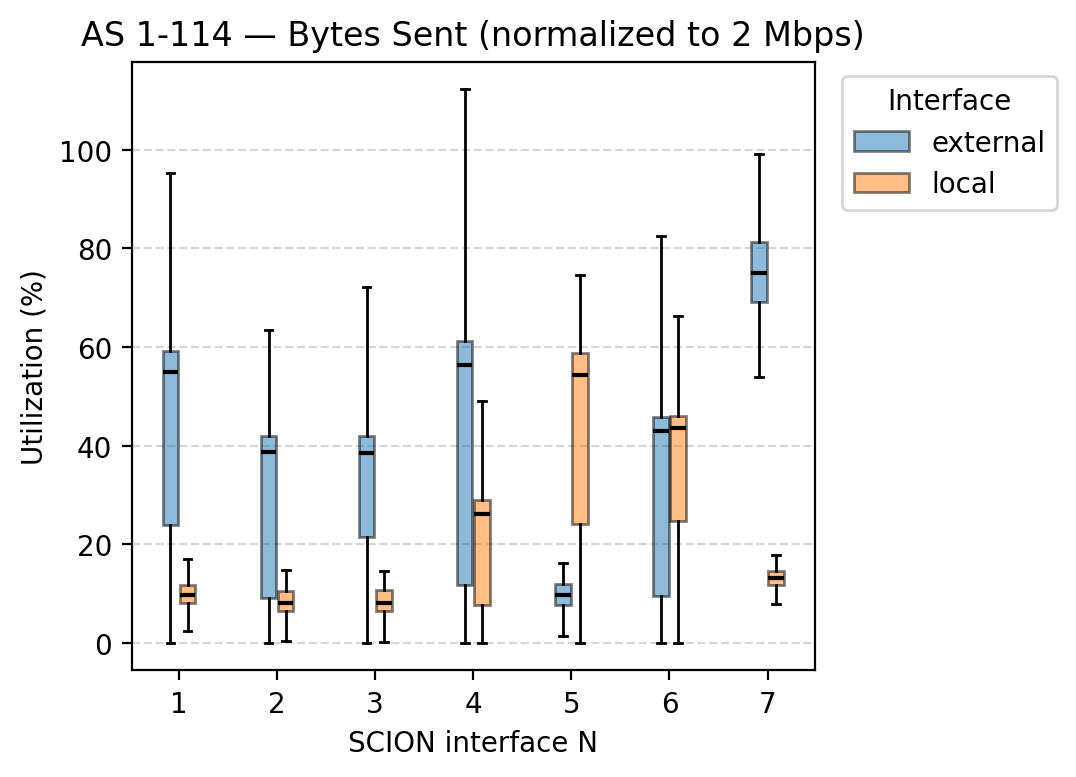 AS 1-114 — Bytes Sent (normalized to 2 Mbps)
Interface
external
local
Utilization (%)
100
80
60
40
20
0
1 2 3 4 5 6 7
SCION interface N